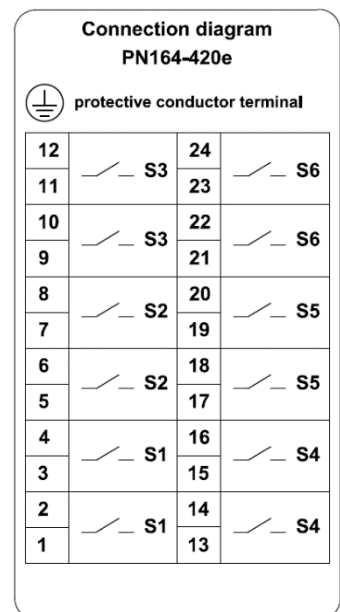 Connection diagram
PN164-420e
protective conductor terminal
12 S3 24 S6
11 23
10 S3 22 S6
9 21
8 S2 20 S5
7 19
6 S2 18 S5
5 17
4 S1 16 S4
3 15
2 S1 14 S4
1 13